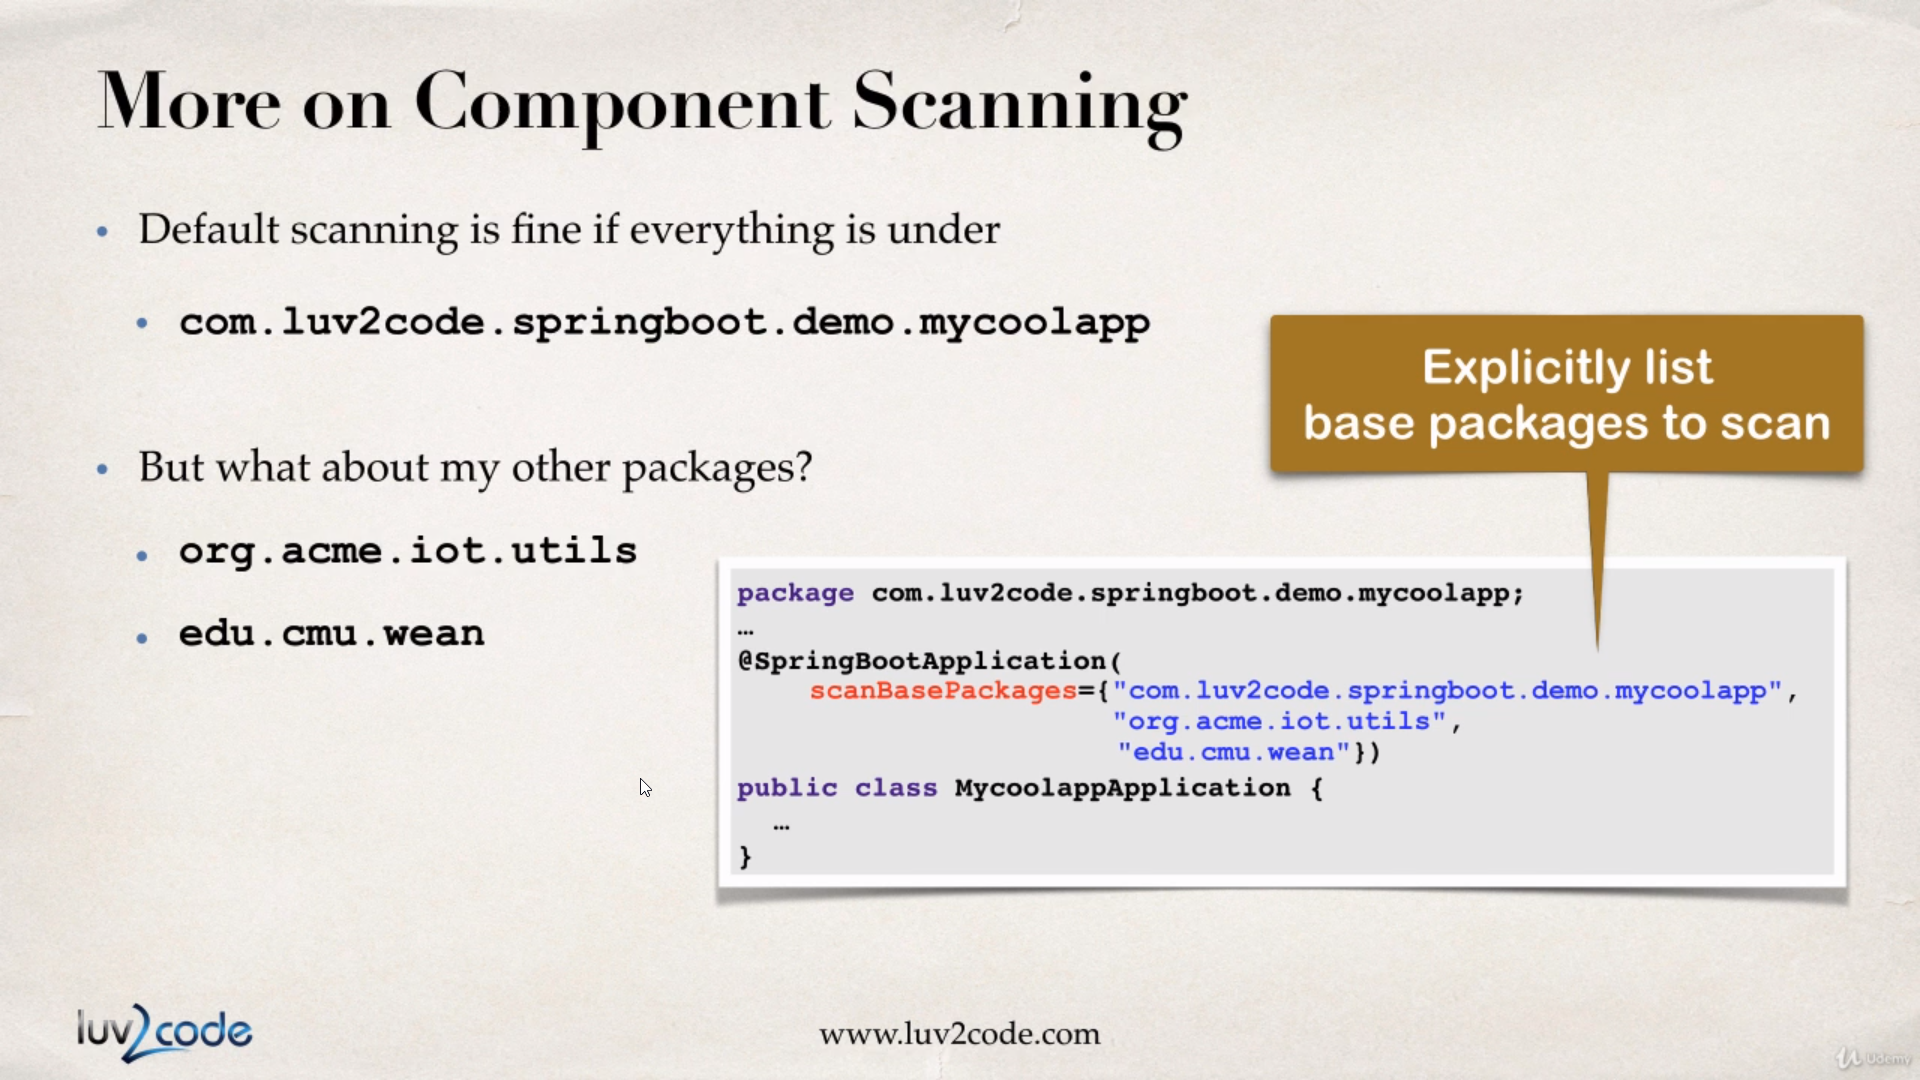 More on Component Scanning
• Default scanning is fine if everything is under
• com.luv2code.springboot.demo.mycoolapp
• But what about my other packages?
• org.acme.iot.utils
• edu.cmu.wean
Explicitly list
base packages to scan
package com.luv2code.springboot.demo.mycoolapp;
…
@SpringBootApplication(
scanBasePackages={"com.luv2code.springboot.demo.mycoolapp",
"org.acme.iot.utils",
"edu.cmu.wean"})
public class MycoolappApplication {
…
}
luv2code
www.luv2code.com
Udemy